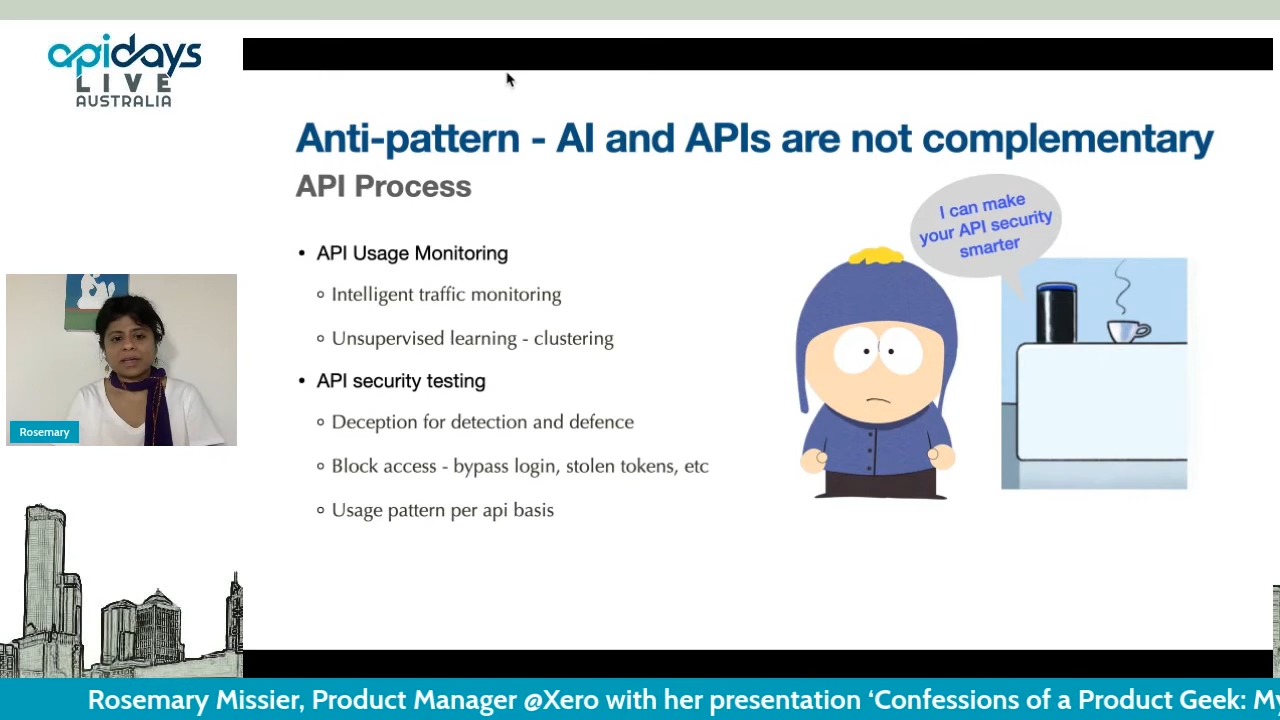 apidays
LIVE
AUSTRALIA
Anti-pattern - AI and APIs are not complementary
API Process
• API Usage Monitoring
○ Intelligent traffic monitoring
○ Unsupervised learning - clustering
• API security testing
○ Deception for detection and defence
○ Block access - bypass login, stolen tokens, etc
○ Usage pattern per api basis
I can make
your API security
smarter
Rosemary
Rosemary Missier, Product Manager @Xero with her presentation ‘Confessions of a Product Geek: My